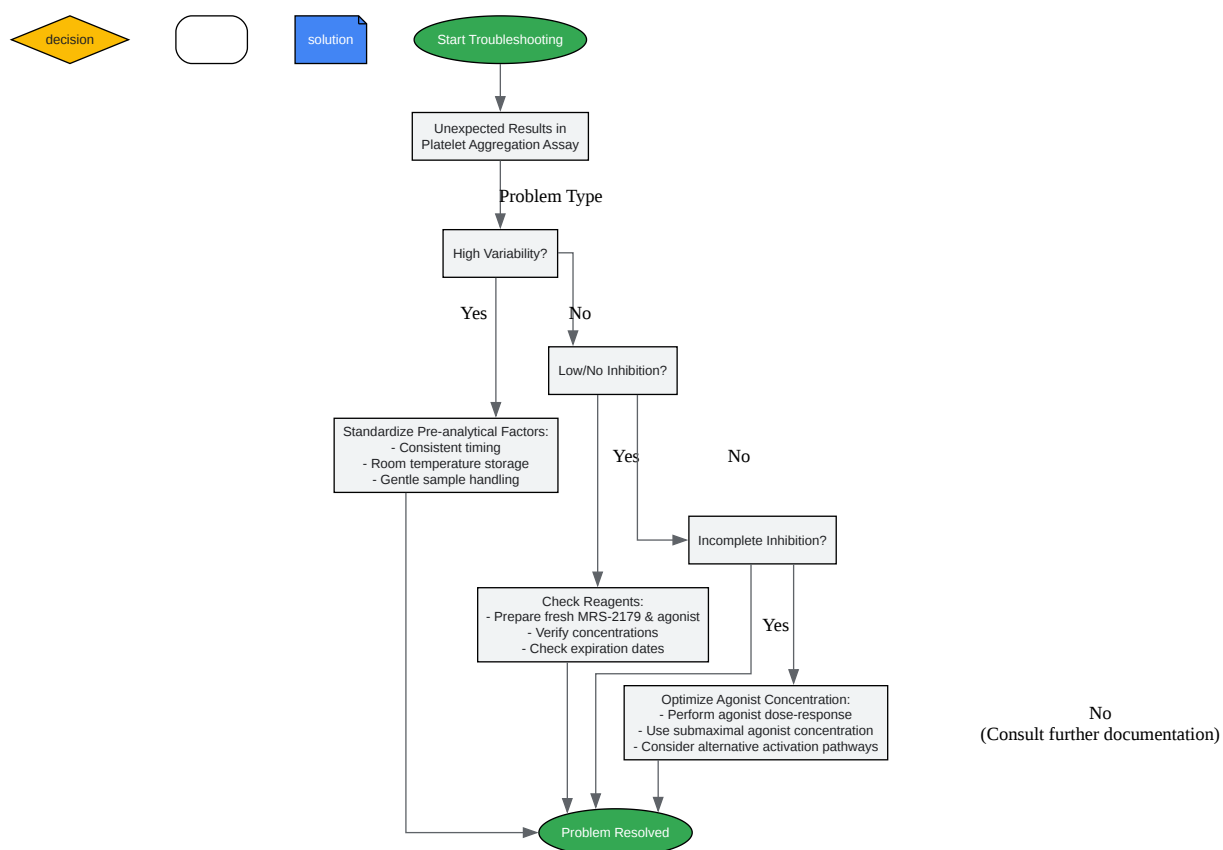 decision
solution
Start Troubleshooting
Unexpected Results in
Platelet Aggregation Assay
Problem Type
High Variability?
Yes
No
Low/No Inhibition?
Standardize Pre-analytical Factors:
- Consistent timing
- Room temperature storage
- Gentle sample handling
Yes
No
Incomplete Inhibition?
Check Reagents:
- Prepare fresh MRS-2179 & agonist
- Verify concentrations
- Check expiration dates
Yes
Optimize Agonist Concentration:
- Perform agonist dose-response
- Use submaximal agonist concentration
- Consider alternative activation pathways
No
(Consult further documentation)
Problem Resolved